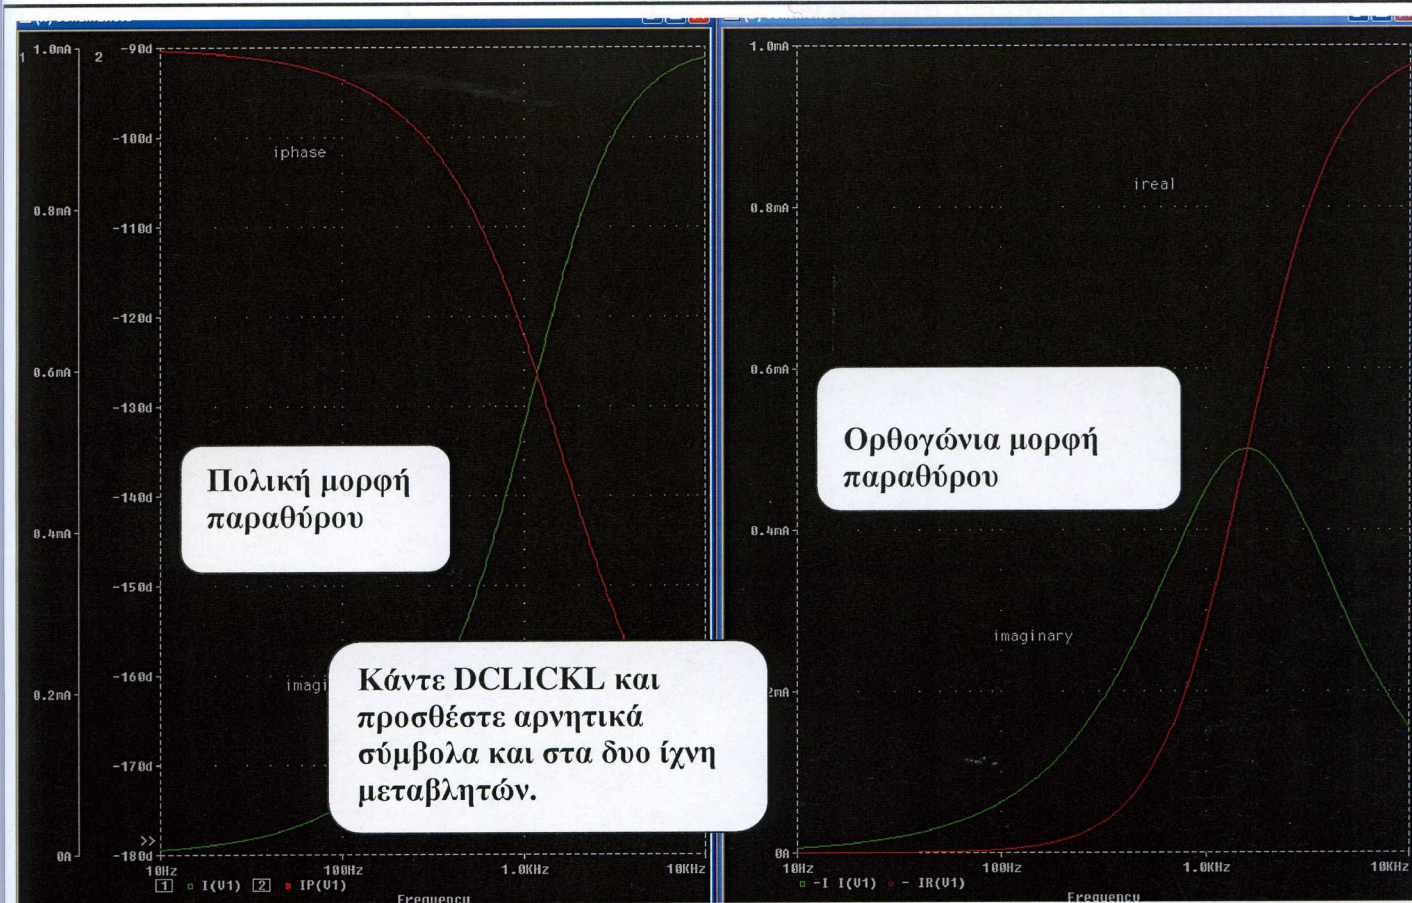 1
2
1.0mA
0.8mA
0.6mA
0.4mA
0.2mA
0A
-90d
-100d
-110d
-120d
-130d
-140d
-150d
-160d
-170d
>>
-180d
iphase
Πολική μορφή
παραθύρου
imagi
10Hz
100Hz
1.0KHz
10KHz
1 I(V1) 2 IP(V1)
Frequency
Κάντε DCLICKL και
προσθέστε αρνητικά
σύμβολα και στα δυο ίχνη
μεταβλητών.
1.0mA
0.8mA
0.6mA
0.4mA
2mA
0A
ireal
Ορθογώνια μορφή
παραθύρου
imaginary
10Hz
100Hz
1.0KHz
10KHz
-I I(V1) - IR(V1)
Frequency